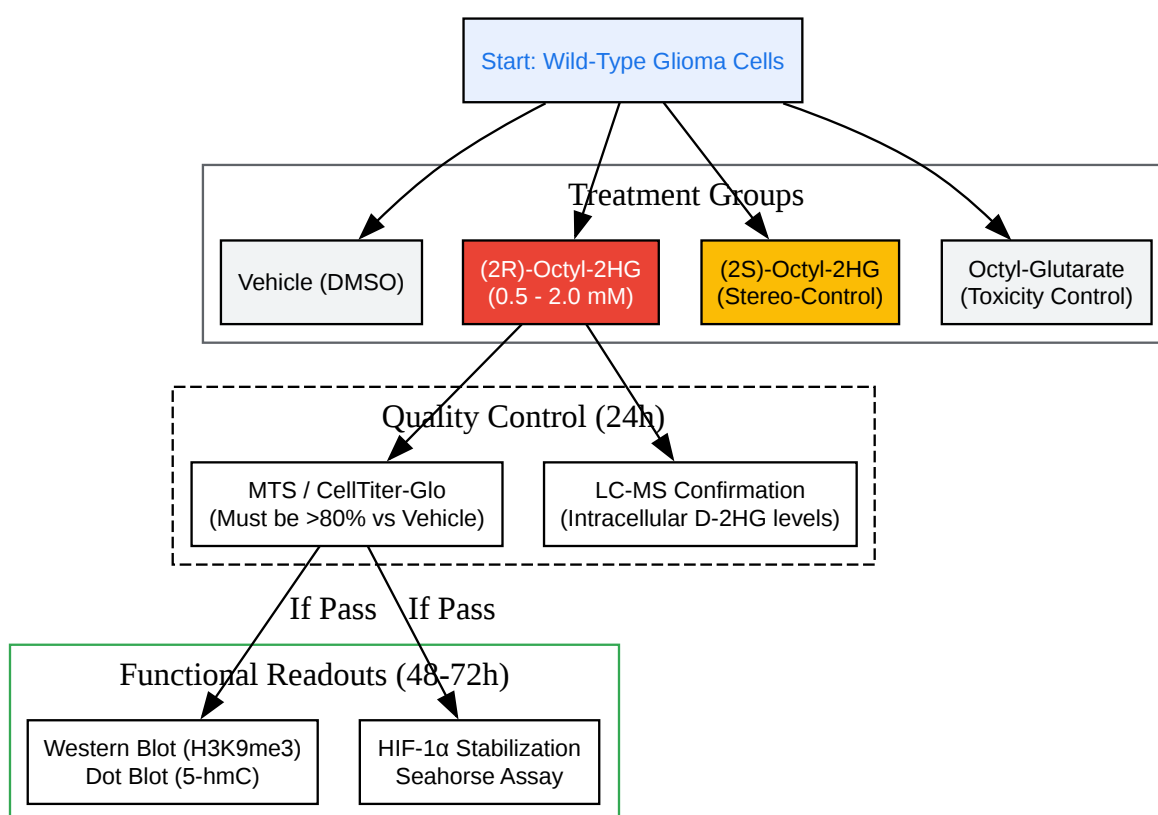 Start: Wild-Type Glioma Cells
Treatment Groups
Vehicle (DMSO)
(2R)-Octyl-2HG
(0.5 - 2.0 mM)
(2S)-Octyl-2HG
(Stereo-Control)
Octyl-Glutarate
(Toxicity Control)
Quality Control (24h)
MTS / CellTiter-Glo
(Must be >80% vs Vehicle)
LC-MS Confirmation
(Intracellular D-2HG levels)
If Pass
If Pass
Functional Readouts (48-72h)
Western Blot (H3K9me3)
Dot Blot (5-hmC)
HIF-1α Stabilization
Seahorse Assay